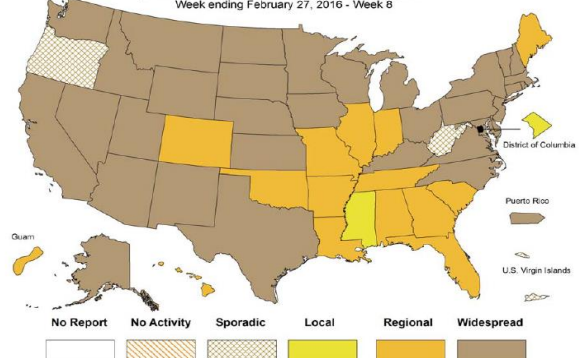 Week ending February 27, 2016 - Week 8
District of Columbia
Puerto Rico
Guam
U.S. Virgin Islands
No Report No Activity Sporadic Local Regional Widespread